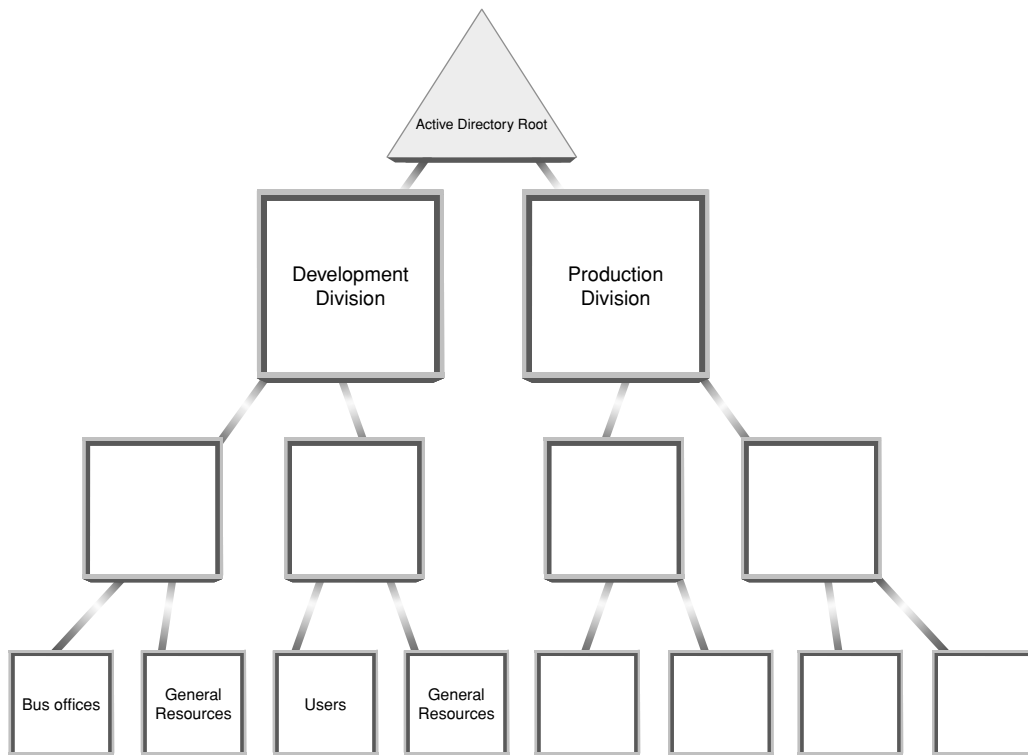 Active Directory Root
Development
Division
Production
Division
Bus offices
General
Resources
Users
General
Resources